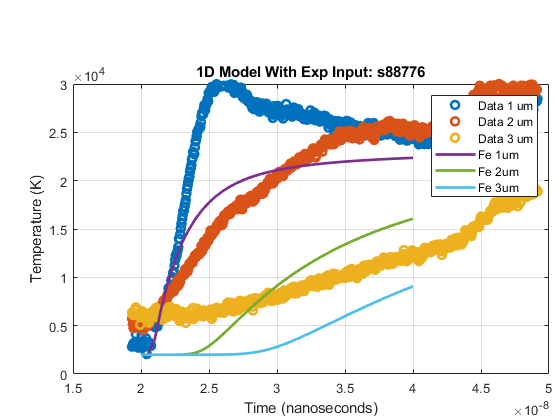 1D Model With Exp Input: s88776
×10⁴
3
2.5
2
1.5
1
0.5
0
Temperature (K)
Data 1 um
Data 2 um
Data 3 um
Fe 1um
Fe 2um
Fe 3um
1.5 2 2.5 3 3.5 4 4.5 5
Time (nanoseconds)
×10⁻⁸